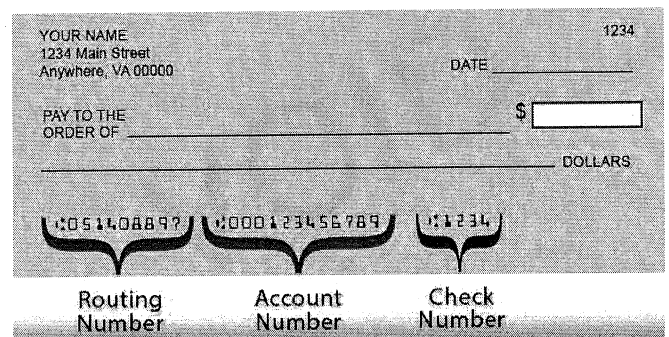 YOUR NAME 1234
1234 Main Street
Anywhere, VA 00000
DATE
PAY TO THE
ORDER OF $
DOLLARS
⑆051408897 ⑆000123456789 ⑆1234
Routing Number
Account Number
Check Number